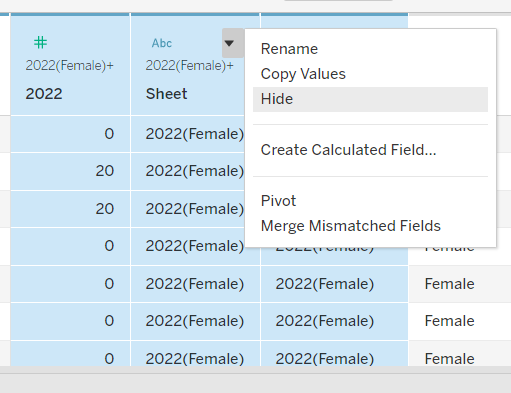 Abc
2022(Female)+ 2022(Female)+
2022 Sheet
Rename
Copy Values
Hide
Create Calculated Field...
Pivot
Merge Mismatched Fields
0 2022(Female)
20 2022(Female)
20 2022(Female)
0 2022(Female) 2022(Female) Female
0 2022(Female) 2022(Female) Female
0 2022(Female) 2022(Female) Female
0 2022(Female) 2022(Female) Female